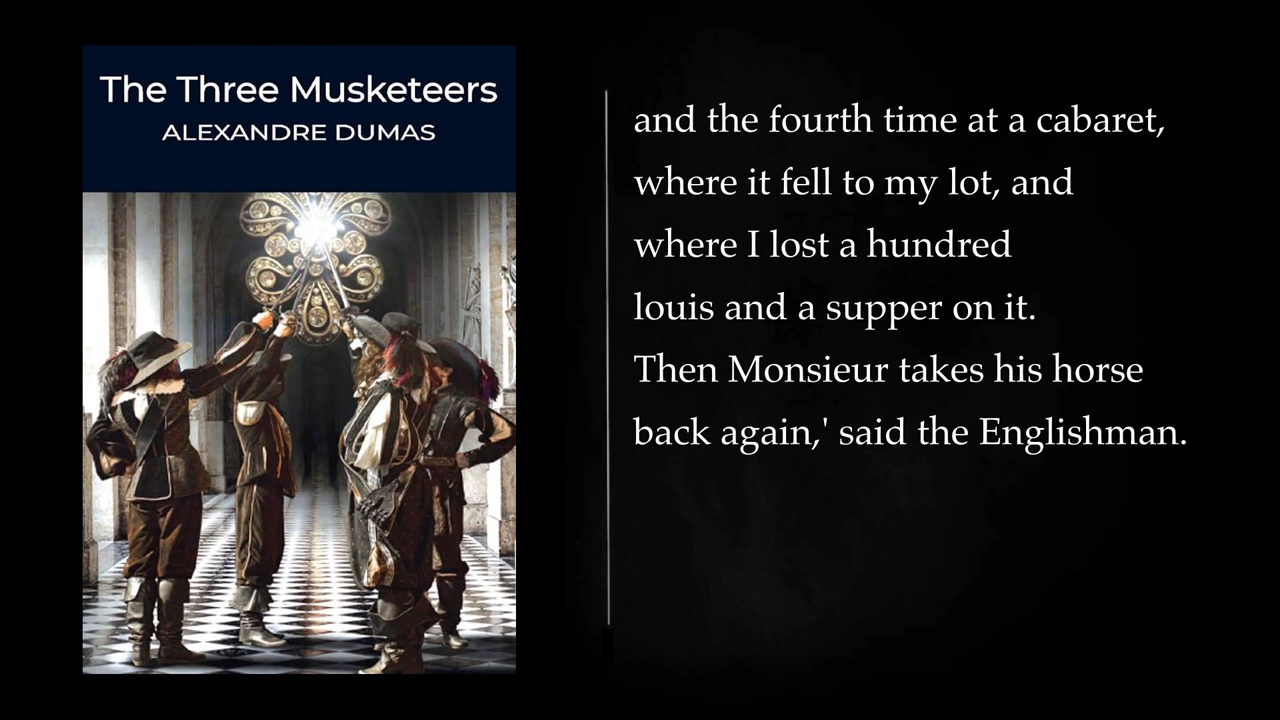 The Three Musketeers
ALEXANDRE DUMAS
and the fourth time at a cabaret,
where it fell to my lot, and
where I lost a hundred
louis and a supper on it.
Then Monsieur takes his horse
back again,' said the Englishman.